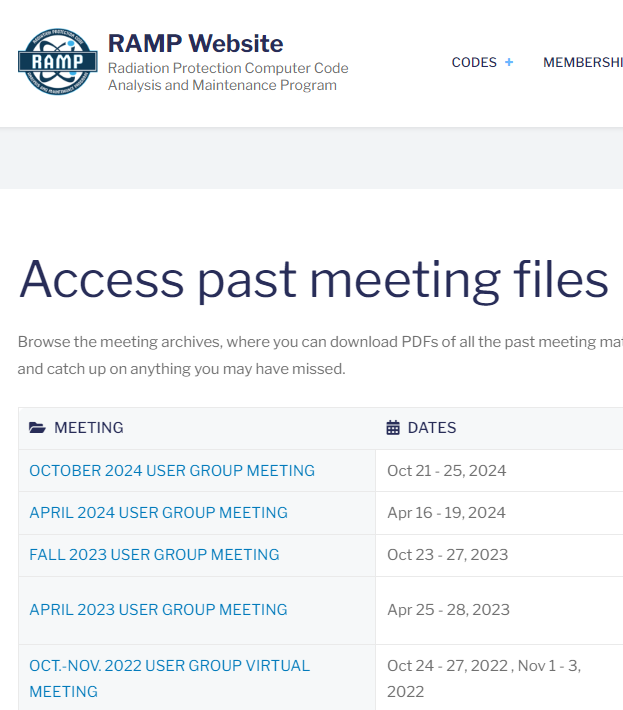 RAMP
RAMP Website
Radiation Protection Computer Code
Analysis and Maintenance Program
CODES +
MEMBERSHI
Access past meeting files
Browse the meeting archives, where you can download PDFs of all the past meeting mat
and catch up on anything you may have missed.
MEETING DATES
OCTOBER 2024 USER GROUP MEETING Oct 21 - 25, 2024
APRIL 2024 USER GROUP MEETING Apr 16 - 19, 2024
FALL 2023 USER GROUP MEETING Oct 23 - 27, 2023
APRIL 2023 USER GROUP MEETING Apr 25 - 28, 2023
OCT.-NOV. 2022 USER GROUP VIRTUAL Oct 24 - 27, 2022 , Nov 1 - 3,
MEETING 2022